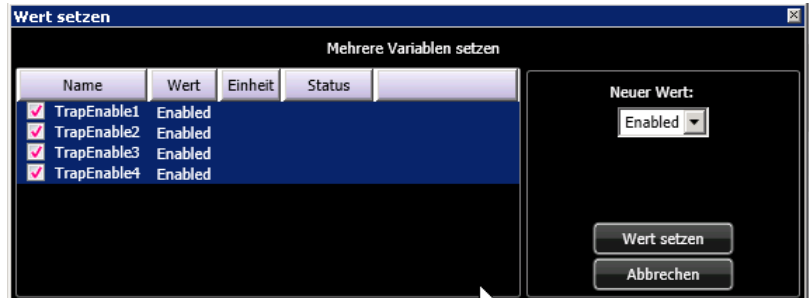 Wert setzen
Mehrere Variablen setzen
Name Wert Einheit Status
TrapEnable1 Enabled
TrapEnable2 Enabled
TrapEnable3 Enabled
TrapEnable4 Enabled
Neuer Wert:
Enabled
Wert setzen
Abbrechen